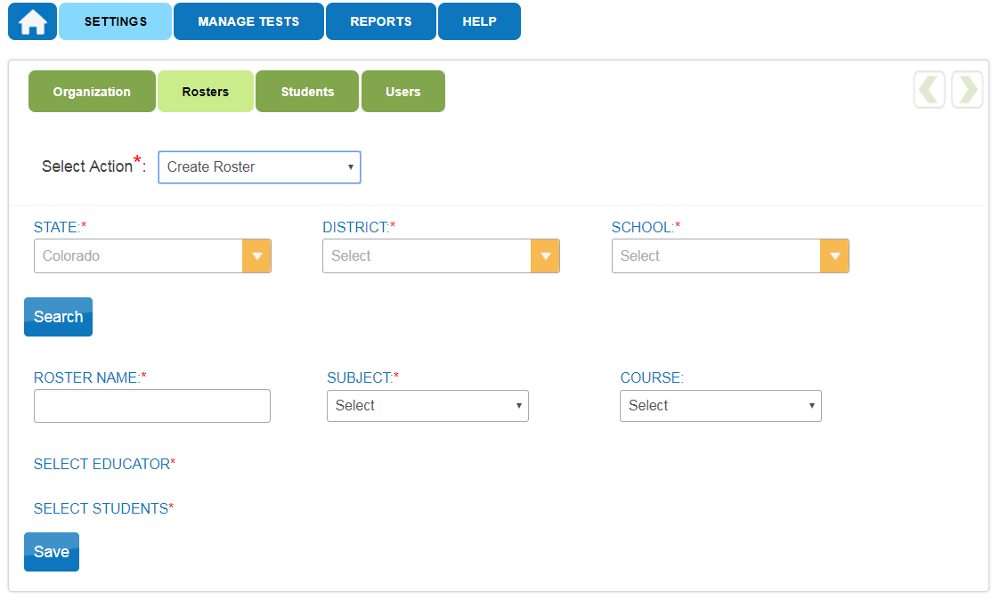 SETTINGS MANAGE TESTS REPORTS HELP
Organization Rosters Students Users
Select Action*: Create Roster
STATE:* DISTRICT:* SCHOOL:*
Colorado Select Select
Search
ROSTER NAME:* SUBJECT:* COURSE:
Select Select
SELECT EDUCATOR*
SELECT STUDENTS*
Save